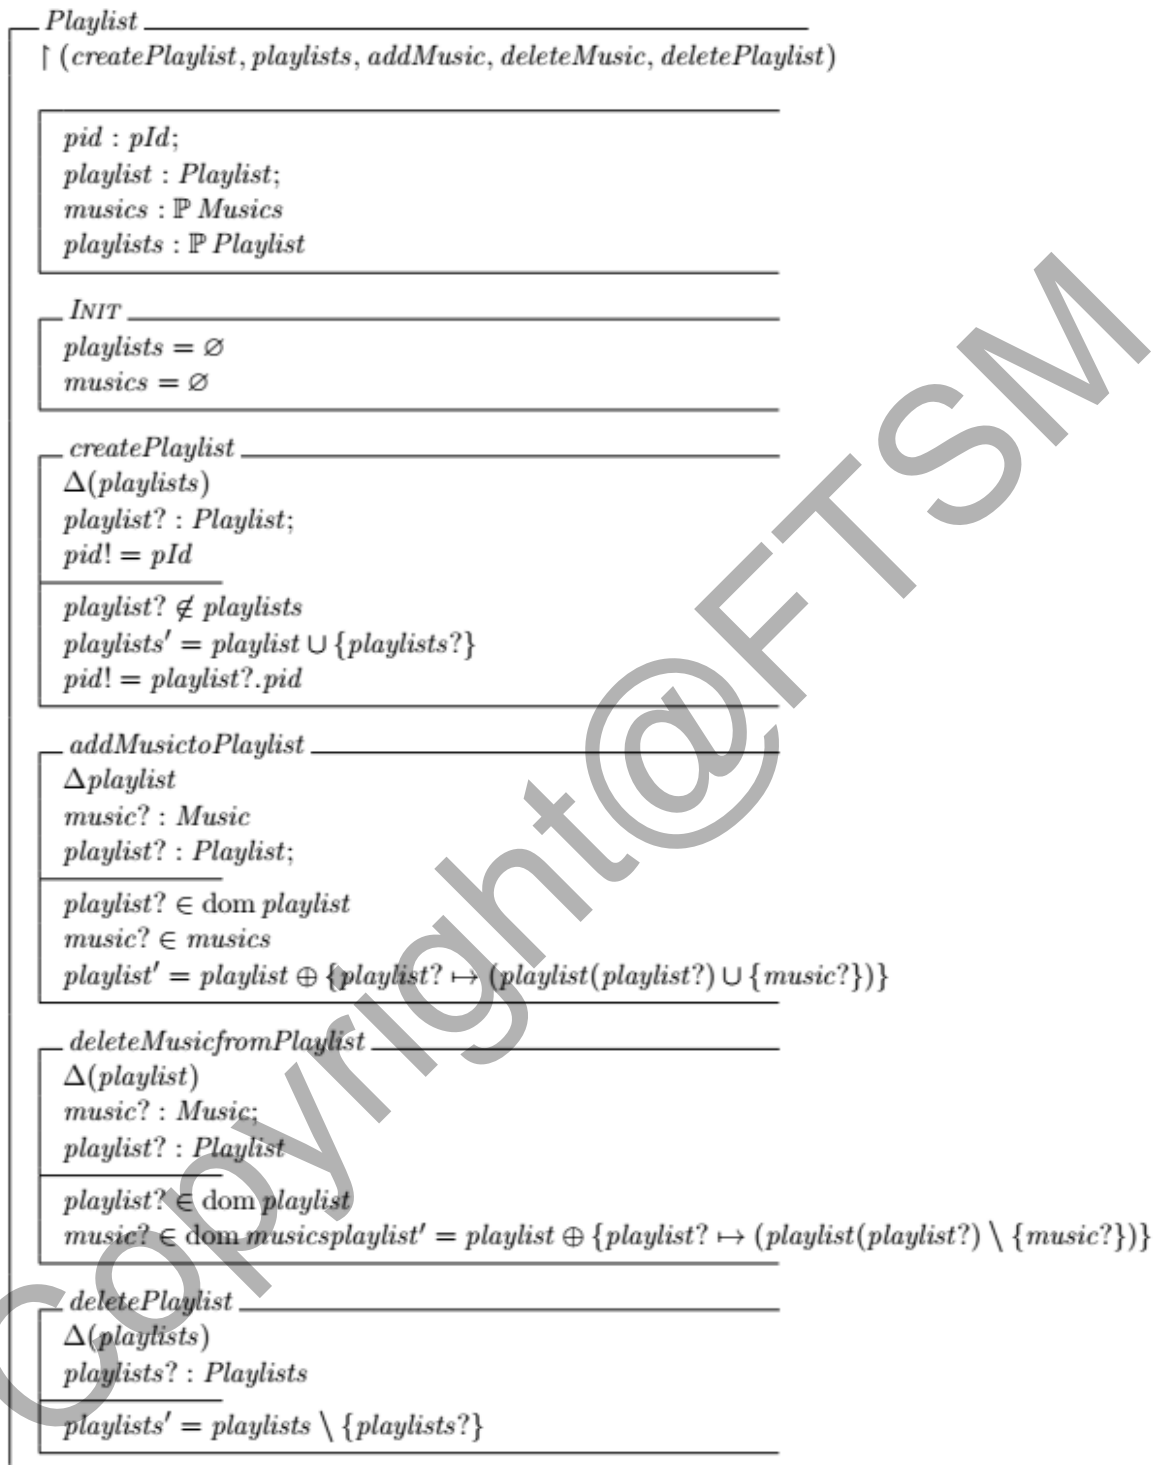 Playlist
↾ (createPlaylist, playlists, addMusic, deleteMusic, deletePlaylist)
pid : pId;
playlist : Playlist;
musics : ℙ Musics
playlists : ℙ Playlist
INIT
playlists = ∅
musics = ∅
createPlaylist
Δ(playlists)
playlist? : Playlist;
pid! = pId
playlist? ∉ playlists
playlists′ = playlist ∪ {playlists?}
pid! = playlist?.pid
addMusictoPlaylist
Δplaylist
music? : Music
playlist? : Playlist;
playlist? ∈ dom playlist
music? ∈ musics
playlist′ = playlist ⊕ {playlist? ↦ (playlist(playlist?) ∪ {music?})}
deleteMusicfromPlaylist
Δ(playlist)
music? : Music;
playlist? : Playlist
playlist? ∈ dom playlist
music? ∈ dom musicsplaylist′ = playlist ⊕ {playlist? ↦ (playlist(playlist?) \ {music?})}
deletePlaylist
Δ(playlists)
playlists? : Playlists
playlists′ = playlists \ {playlists?}
Copyright@FTSM